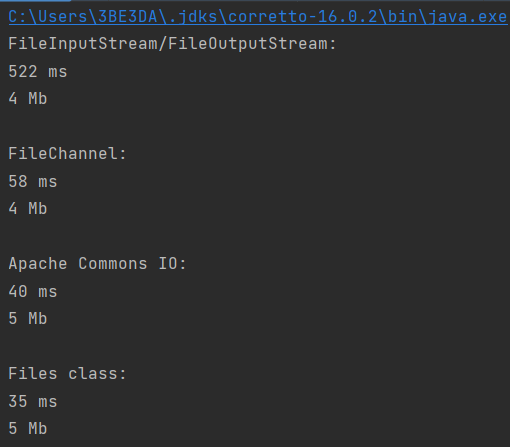 C:\Users\3BE3DA\.jdks\corretto-16.0.2\bin\java.exe
FileInputStream/FileOutputStream:
522 ms
4 Mb
FileChannel:
58 ms
4 Mb
Apache Commons IO:
40 ms
5 Mb
Files class:
35 ms
5 Mb